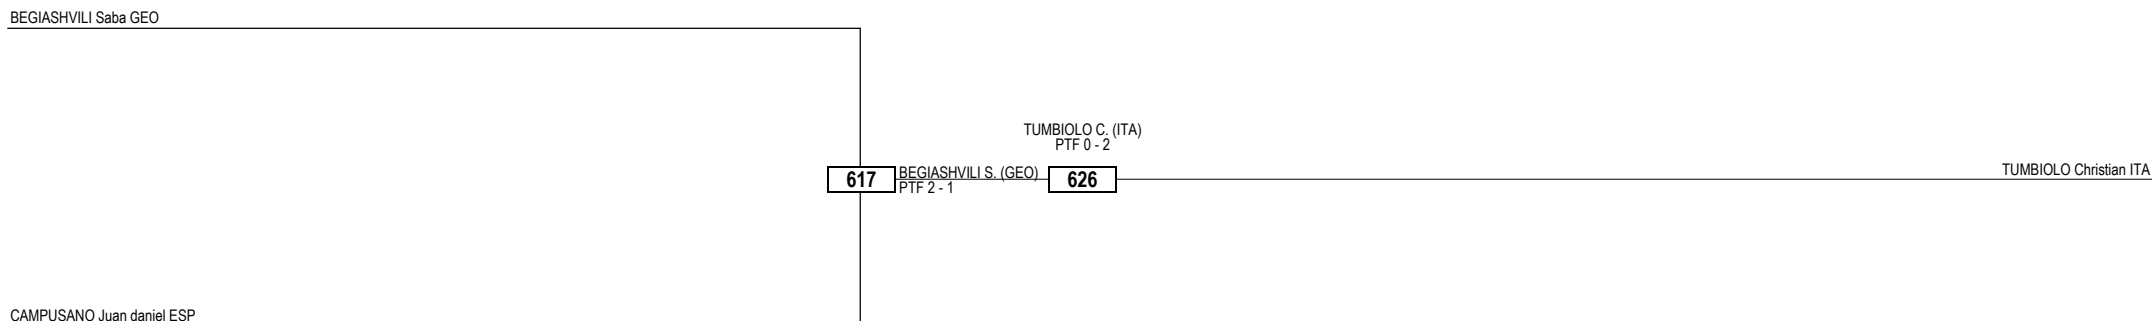 BEGIASHVILI Saba GEO
TUMBIOLO C. (ITA)
PTF 0 - 2
617
BEGIASHVILI S. (GEO)
PTF 2 - 1
626
TUMBIOLO Christian ITA
CAMPUSANO Juan daniel ESP